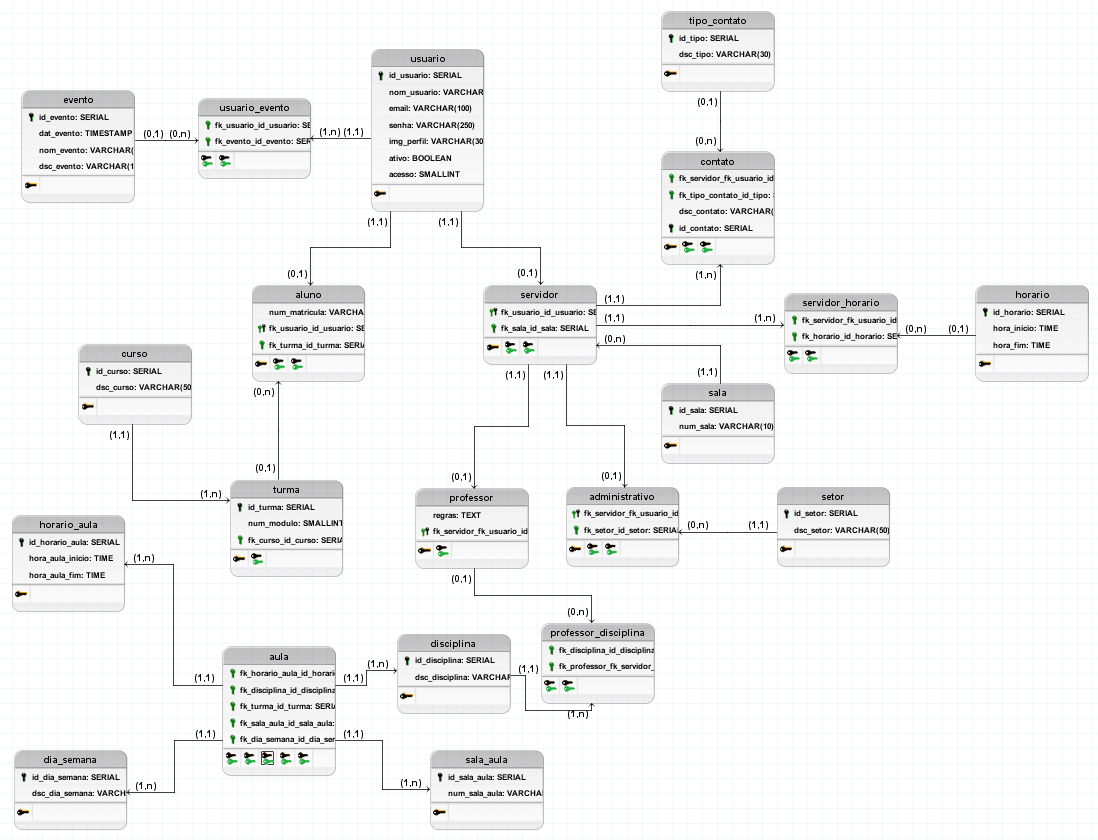 tipo_contato
id_tipo: SERIAL
dsc_tipo: VARCHAR(30)
(0,1)
(0,n)
usuario
id_usuario: SERIAL
nom_usuario: VARCHAR
email: VARCHAR(100)
senha: VARCHAR(250)
img_perfil: VARCHAR(30
ativo: BOOLEAN
acesso: SMALLINT
evento
id_evento: SERIAL
dat_evento: TIMESTAMP
nom_evento: VARCHAR(
dsc_evento: VARCHAR(1
(0,1) (0,n)
usuario_evento
fk_usuario_id_usuario: SE
fk_evento_id_evento: SER
(1,n) (1,1)
contato
fk_servidor_fk_usuario_id
fk_tipo_contato_id_tipo:
dsc_contato: VARCHAR(
id_contato: SERIAL
(1,n)
(1,1)
(1,1)
(0,1)
(0,1)
aluno
num_matricula: VARCHA
fk_usuario_id_usuario: SE
fk_turma_id_turma: SERI
(0,n)
servidor
fk_usuario_id_usuario: SE
fk_sala_id_sala: SERIAL
(1,1)
(1,1)
(1,n)
(0,n)
(1,1)
(1,1)
(1,1)
servidor_horario
fk_servidor_fk_usuario_id
fk_horario_id_horario: SE
(0,n) (0,1)
horario
id_horario: SERIAL
hora_inicio: TIME
hora_fim: TIME
curso
id_curso: SERIAL
dsc_curso: VARCHAR(50
(1,1)
(1,n)
sala
id_sala: SERIAL
num_sala: VARCHAR(10)
(0,1)
turma
id_turma: SERIAL
num_modulo: SMALLINT
fk_curso_id_curso: SERIA
(0,1)
(0,1)
professor
regras: TEXT
fk_servidor_fk_usuario_id
(0,1)
(0,n)
administrativo
fk_servidor_fk_usuario_id
fk_setor_id_setor: SERIA
(0,n) (1,1)
setor
id_setor: SERIAL
dsc_setor: VARCHAR(50)
horario_aula
id_horario_aula: SERIAL
hora_aula_inicio: TIME
hora_aula_fim: TIME
(1,n)
(1,1)
professor_disciplina
fk_disciplina_id_disciplina
fk_professor_fk_servidor_
(1,1)
(1,n)
disciplina
id_disciplina: SERIAL
dsc_disciplina: VARCHAR
(1,n)
(1,1)
aula
fk_horario_aula_id_horari
fk_disciplina_id_disciplina
fk_turma_id_turma: SERI
fk_sala_aula_id_sala_aula:
fk_dia_semana_id_dia_ser
(1,1)
(1,1)
(1,n)
(1,n)
dia_semana
id_dia_semana: SERIAL
dsc_dia_semana: VARCH
sala_aula
id_sala_aula: SERIAL
num_sala_aula: VARCHA